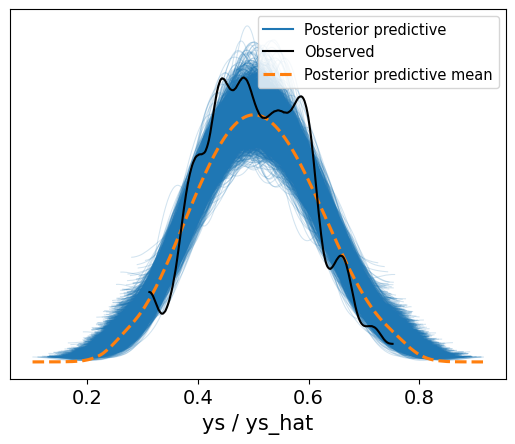 Posterior predictive
Observed
Posterior predictive mean
0.2 0.4 0.6 0.8
ys / ys_hat